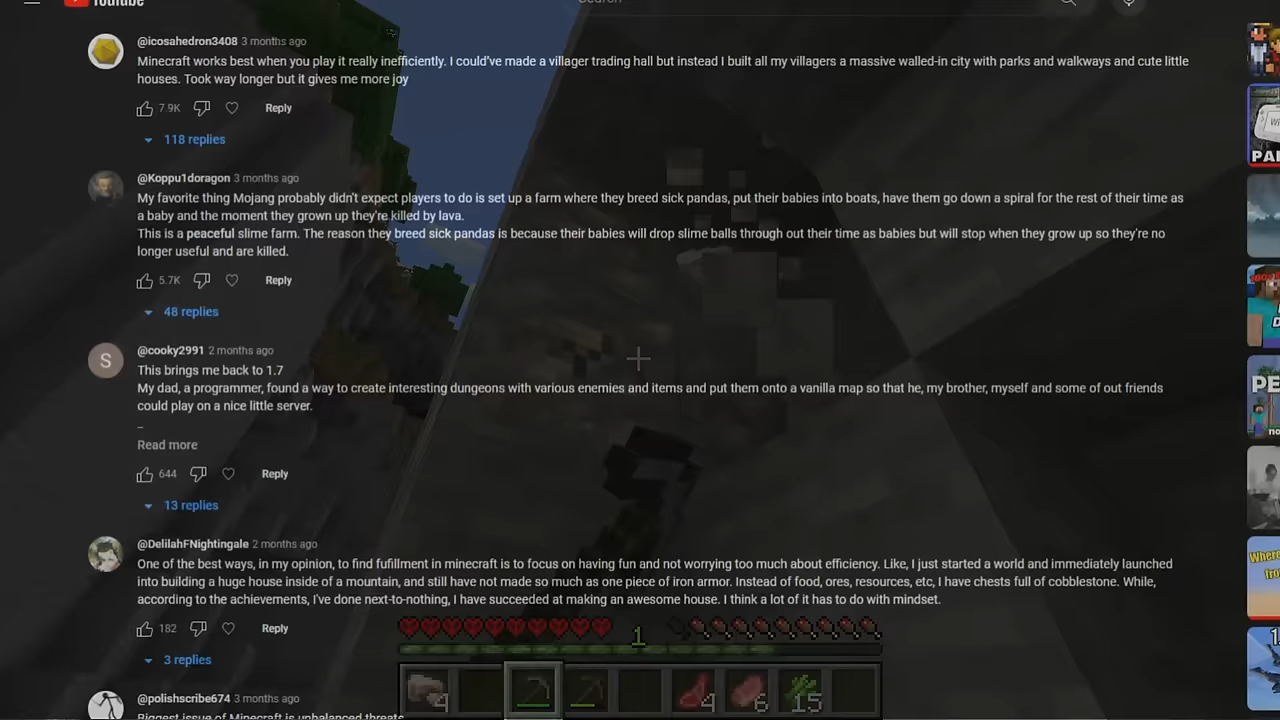 YouTube
Search
@icosahedron3408 3 months ago
Minecraft works best when you play it really inefficiently. I could've made a villager trading hall but instead I built all my villagers a massive walled-in city with parks and walkways and cute little
houses. Took way longer but it gives me more joy
7.9K Reply
118 replies
@Koppu1doragon 3 months ago
My favorite thing Mojang probably didn't expect players to do is set up a farm where they breed sick pandas, put their babies into boats, have them go down a spiral for the rest of their time as
a baby and the moment they grown up they're killed by lava.
This is a peaceful slime farm. The reason they breed sick pandas is because their babies will drop slime balls through out their time as babies but will stop when they grow up so they're no
longer useful and are killed.
5.7K Reply
48 replies
S
@cooky2991 2 months ago
This brings me back to 1.7
My dad, a programmer, found a way to create interesting dungeons with various enemies and items and put them onto a vanilla map so that he, my brother, myself and some of out friends
could play on a nice little server.
Read more
644 Reply
13 replies
@DelilahFNightingale 2 months ago
One of the best ways, in my opinion, to find fufillment in minecraft is to focus on having fun and not worrying too much about efficiency. Like, I just started a world and immediately launched
into building a huge house inside of a mountain, and still have not made so much as one piece of iron armor. Instead of food, ores, resources, etc, I have chests full of cobblestone. While,
according to the achievements, I've done next-to-nothing, I have succeeded at making an awesome house. I think a lot of it has to do with mindset.
182 Reply
3 replies
1
4 4 6 15
@polishscribe674 3 months ago
Biggest issue of Minecraft is unbalanced threats